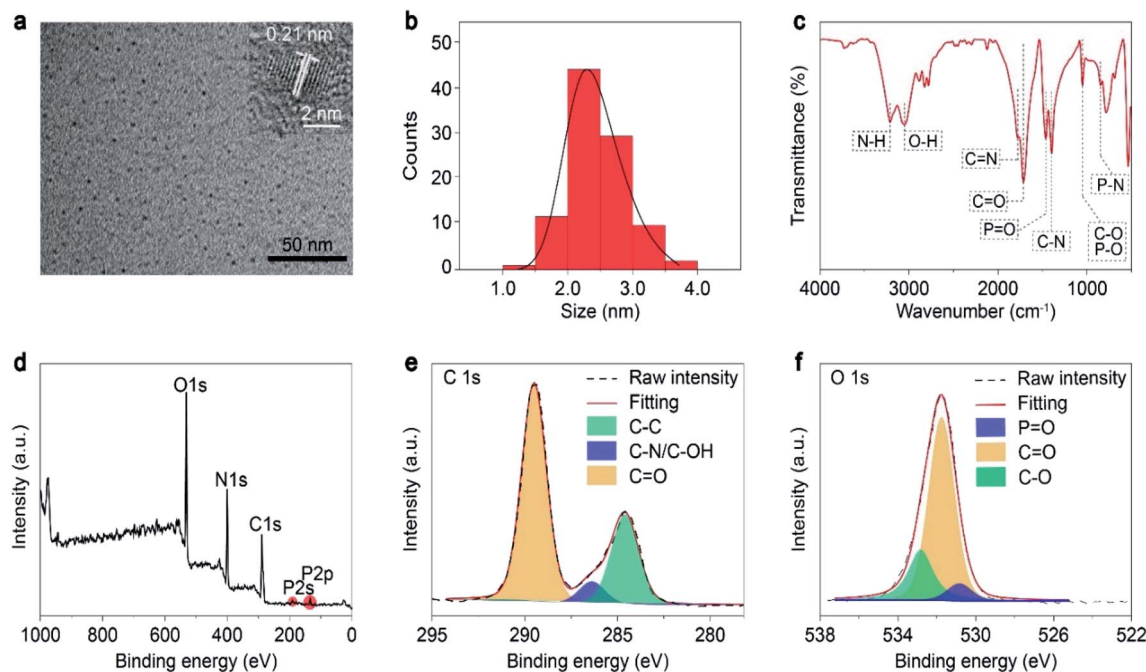 a
0.21 nm
2 nm
50 nm
b
Counts
50
40
30
20
10
0
1.0 2.0 3.0 4.0
Size (nm)
c
Transmittance (%)
N-H
O-H
C=N
C=O
P=O
C-N
P-N
C-O
P-O
4000 3000 2000 1000
Wavenumber (cm⁻¹)
d
Intensity (a.u.)
O1s
N1s
C1s
P2p
P2s
1000 800 600 400 200 0
Binding energy (eV)
e
C 1s
Intensity (a.u.)
Raw intensity
Fitting
C-C
C-N/C-OH
C=O
295 290 285 280
Binding energy (eV)
f
O 1s
Intensity (a.u.)
Raw intensity
Fitting
P=O
C=O
C-O
538 534 530 526 522
Binding energy (eV)